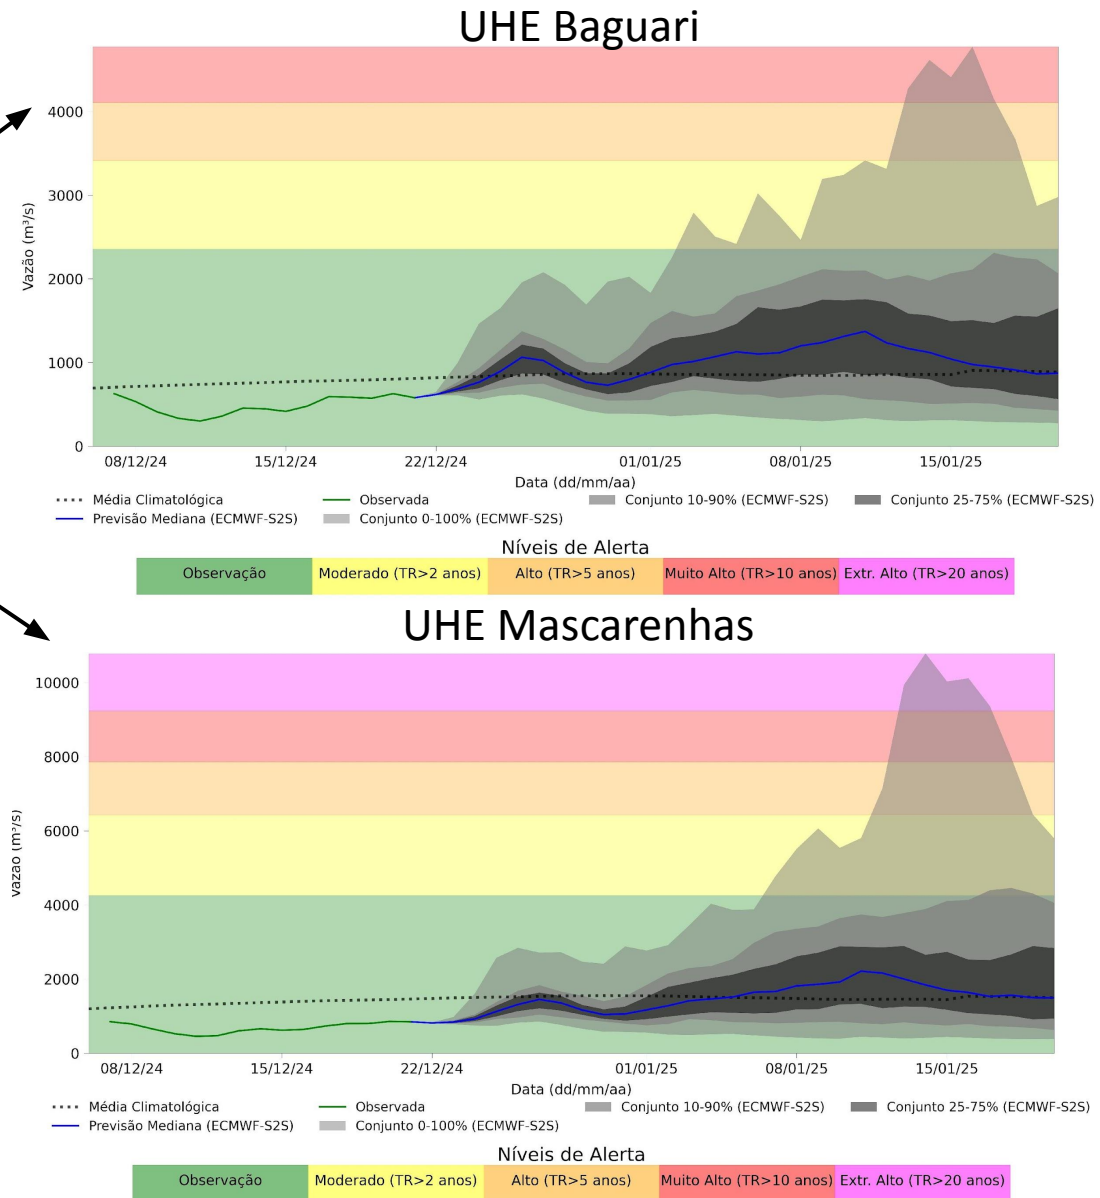 UHE Baguari
4000
3000
2000
1000
0
Vazão (m³/s)
08/12/24 15/12/24 22/12/24 01/01/25 08/01/25 15/01/25
Data (dd/mm/aa)
Média Climatológica Observada Conjunto 10-90% (ECMWF-S2S) Conjunto 25-75% (ECMWF-S2S)
Previsão Mediana (ECMWF-S2S) Conjunto 0-100% (ECMWF-S2S)
Níveis de Alerta
Observação Moderado (TR>2 anos) Alto (TR>5 anos) Muito Alto (TR>10 anos) Extr. Alto (TR>20 anos)
UHE Mascarenhas
10000
8000
6000
4000
2000
0
vazao (m³/s)
08/12/24 15/12/24 22/12/24 01/01/25 08/01/25 15/01/25
Data (dd/mm/aa)
Média Climatológica Observada Conjunto 10-90% (ECMWF-S2S) Conjunto 25-75% (ECMWF-S2S)
Previsão Mediana (ECMWF-S2S) Conjunto 0-100% (ECMWF-S2S)
Níveis de Alerta
Observação Moderado (TR>2 anos) Alto (TR>5 anos) Muito Alto (TR>10 anos) Extr. Alto (TR>20 anos)